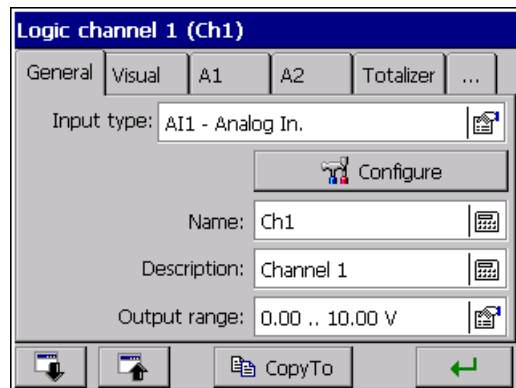 Logic channel 1 (Ch1)
General Visual A1 A2 Totalizer ...
Input type: AI1 - Analog In.
Configure
Name: Ch1
Description: Channel 1
Output range: 0.00 .. 10.00 V
CopyTo